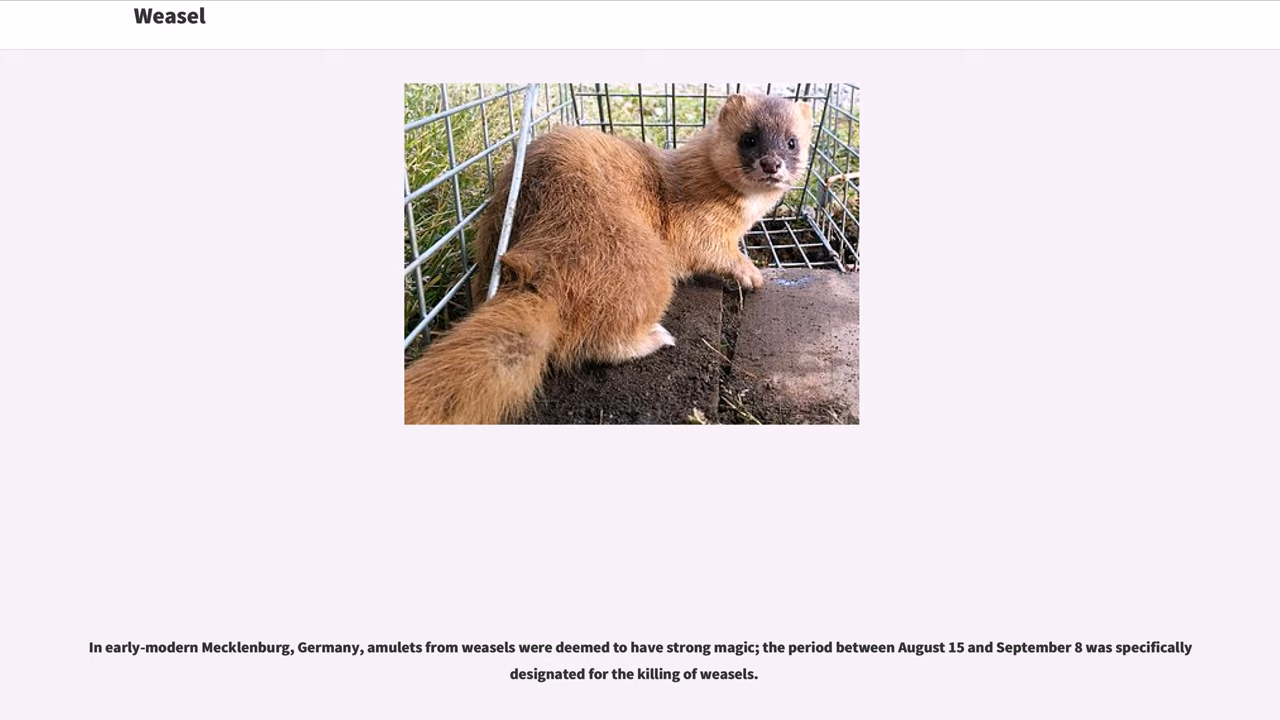 Weasel
In early-modern Mecklenburg, Germany, amulets from weasels were deemed to have strong magic; the period between August 15 and September 8 was specifically
designated for the killing of weasels.